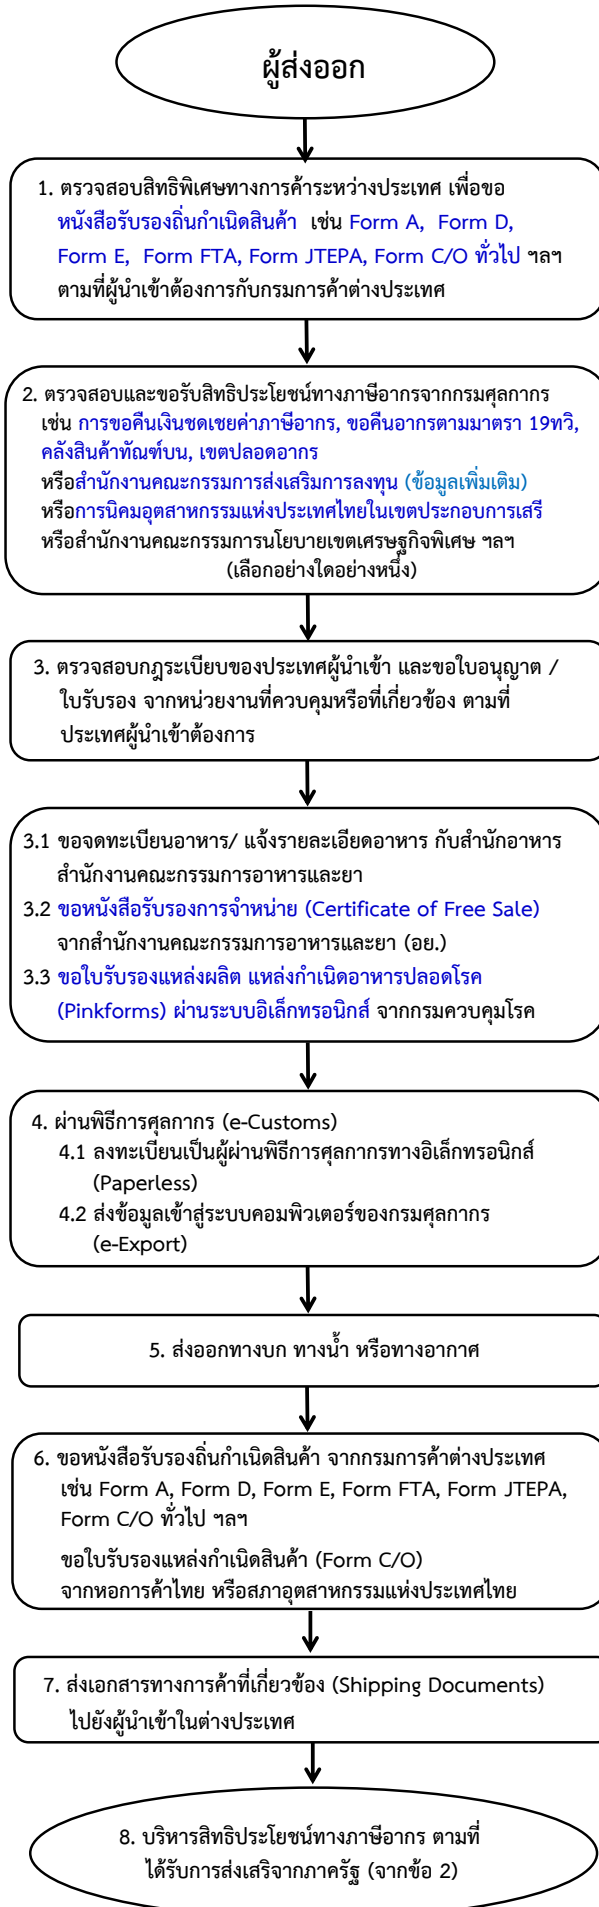 ผู้ส่งออก
1. ตรวจสอบสิทธิพิเศษทางการค้าระหว่างประเทศ เพื่อขอ
หนังสือรับรองถิ่นกำเนิดสินค้า เช่น Form A, Form D,
Form E, Form FTA, Form JTEPA, Form C/O ทั่วไป ฯลฯ
ตามที่ผู้นำเข้าต้องการกับกรมการค้าต่างประเทศ
2. ตรวจสอบและขอรับสิทธิประโยชน์ทางภาษีอากรจากกรมศุลกากร
เช่น การขอคืนเงินชดเชยค่าภาษีอากร, ขอคืนอากรตามมาตรา 19ทวิ,
คลังสินค้าทัณฑ์บน, เขตปลอดอากร
หรือสำนักงานคณะกรรมการส่งเสริมการลงทุน (ข้อมูลเพิ่มเติม)
หรือการนิคมอุตสาหกรรมแห่งประเทศไทยในเขตประกอบการเสรี
หรือสำนักงานคณะกรรมการนโยบายเขตเศรษฐกิจพิเศษ ฯลฯ
(เลือกอย่างใดอย่างหนึ่ง)
3. ตรวจสอบกฎระเบียบของประเทศผู้นำเข้า และขอใบอนุญาต /
ใบรับรอง จากหน่วยงานที่ควบคุมหรือที่เกี่ยวข้อง ตามที่
ประเทศผู้นำเข้าต้องการ
3.1 ขอจดทะเบียนอาหาร/ แจ้งรายละเอียดอาหาร กับสำนักอาหาร
สำนักงานคณะกรรมการอาหารและยา
3.2 ขอหนังสือรับรองการจำหน่าย (Certificate of Free Sale)
จากสำนักงานคณะกรรมการอาหารและยา (อย.)
3.3 ขอใบรับรองแหล่งผลิต แหล่งกำเนิดอาหารปลอดโรค
(Pinkforms) ผ่านระบบอิเล็กทรอนิกส์ จากกรมควบคุมโรค
4. ผ่านพิธีการศุลกากร (e-Customs)
4.1 ลงทะเบียนเป็นผู้ผ่านพิธีการศุลกากรทางอิเล็กทรอนิกส์
(Paperless)
4.2 ส่งข้อมูลเข้าสู่ระบบคอมพิวเตอร์ของกรมศุลกากร
(e-Export)
5. ส่งออกทางบก ทางน้ำ หรือทางอากาศ
6. ขอหนังสือรับรองถิ่นกำเนิดสินค้า จากกรมการค้าต่างประเทศ
เช่น Form A, Form D, Form E, Form FTA, Form JTEPA,
Form C/O ทั่วไป ฯลฯ
ขอใบรับรองแหล่งกำเนิดสินค้า (Form C/O)
จากหอการค้าไทย หรือสภาอุตสาหกรรมแห่งประเทศไทย
7. ส่งเอกสารทางการค้าที่เกี่ยวข้อง (Shipping Documents)
ไปยังผู้นำเข้าในต่างประเทศ
8. บริหารสิทธิประโยชน์ทางภาษีอากร ตามที่
ได้รับการส่งเสริจากภาครัฐ (จากข้อ 2)